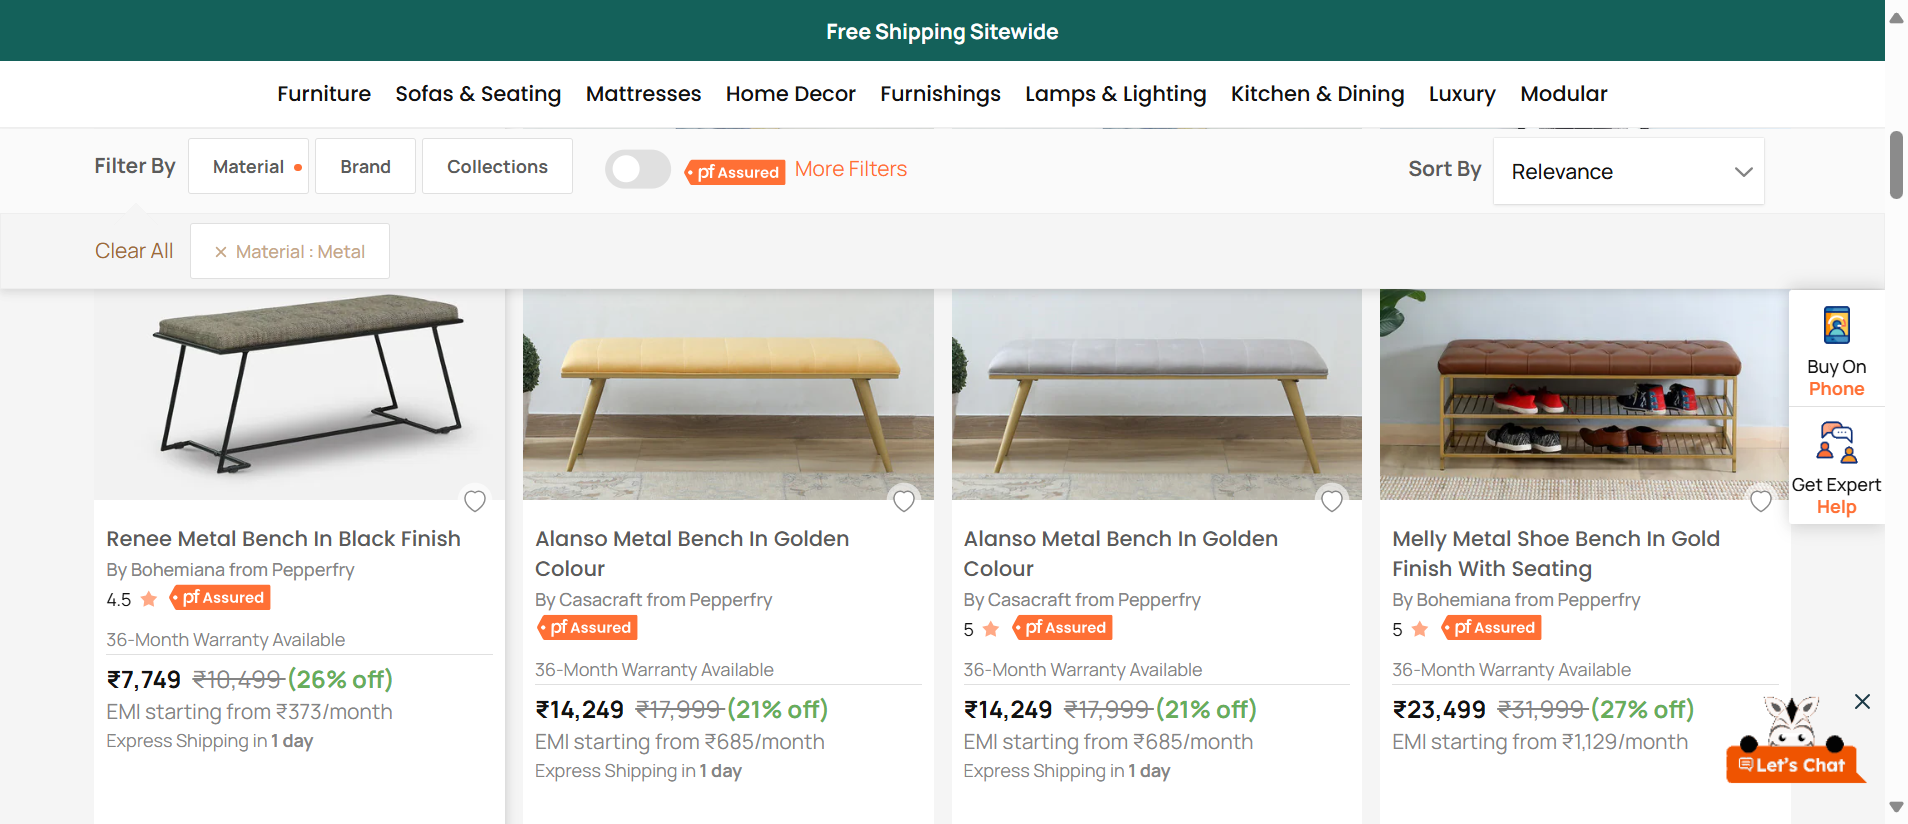 Free Shipping Sitewide
Furniture Sofas & Seating Mattresses Home Decor Furnishings Lamps & Lighting Kitchen & Dining Luxury Modular
Filter By Material Brand Collections pf Assured More Filters Sort By Relevance
Clear All × Material : Metal
Buy On
Phone
Get Expert
Help
Renee Metal Bench In Black Finish
By Bohemiana from Pepperfry
4.5 pf Assured
36-Month Warranty Available
₹7,749 ₹10,499 (26% off)
EMI starting from ₹373/month
Express Shipping in 1 day
Alanso Metal Bench In Golden
Colour
By Casacraft from Pepperfry
pf Assured
36-Month Warranty Available
₹14,249 ₹17,999 (21% off)
EMI starting from ₹685/month
Express Shipping in 1 day
Alanso Metal Bench In Golden
Colour
By Casacraft from Pepperfry
5 pf Assured
36-Month Warranty Available
₹14,249 ₹17,999 (21% off)
EMI starting from ₹685/month
Express Shipping in 1 day
Melly Metal Shoe Bench In Gold
Finish With Seating
By Bohemiana from Pepperfry
5 pf Assured
36-Month Warranty Available
₹23,499 ₹31,999 (27% off)
EMI starting from ₹1,129/month
Let's Chat